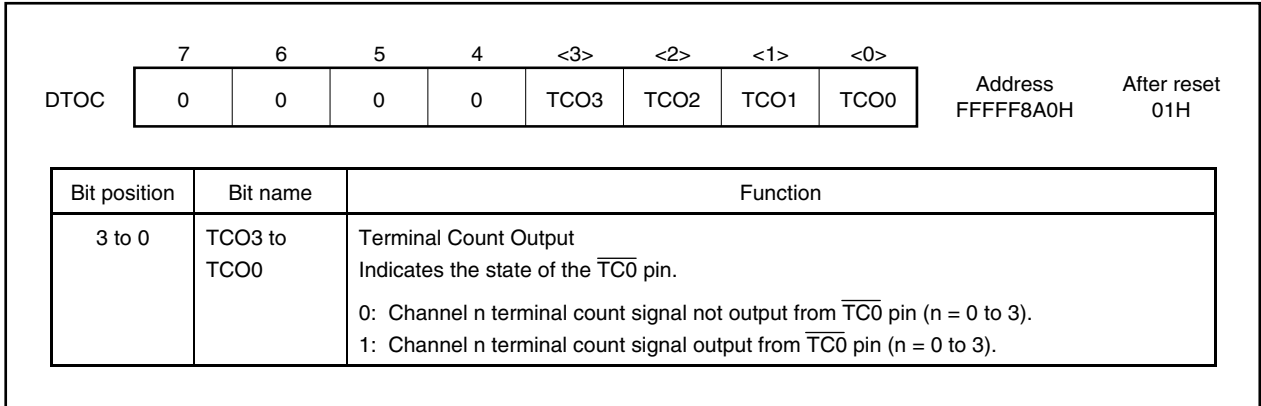 7 6 5 4 <3> <2> <1> <0>
DTOC 0 0 0 0 TCO3 TCO2 TCO1 TCO0 Address FFFFF8A0H After reset 01H
Bit position Bit name Function
3 to 0 TCO3 to TCO0 Terminal Count Output
Indicates the state of the T̅C̅0̅ pin.
0: Channel n terminal count signal not output from T̅C̅0̅ pin (n = 0 to 3).
1: Channel n terminal count signal output from T̅C̅0̅ pin (n = 0 to 3).